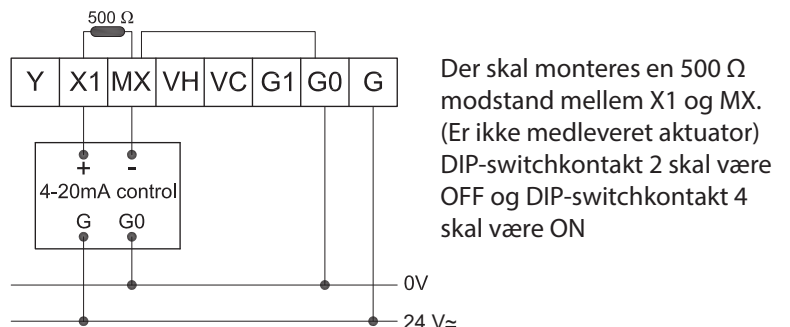 500 Ω
Y X1 MX VH VC G1 G0 G
+ -
4-20mA control
G G0
0V
24 V≃
Der skal monteres en 500 Ω
modstand mellem X1 og MX.
(Er ikke medleveret aktuator)
DIP-switchkontakt 2 skal være
OFF og DIP-switchkontakt 4
skal være ON